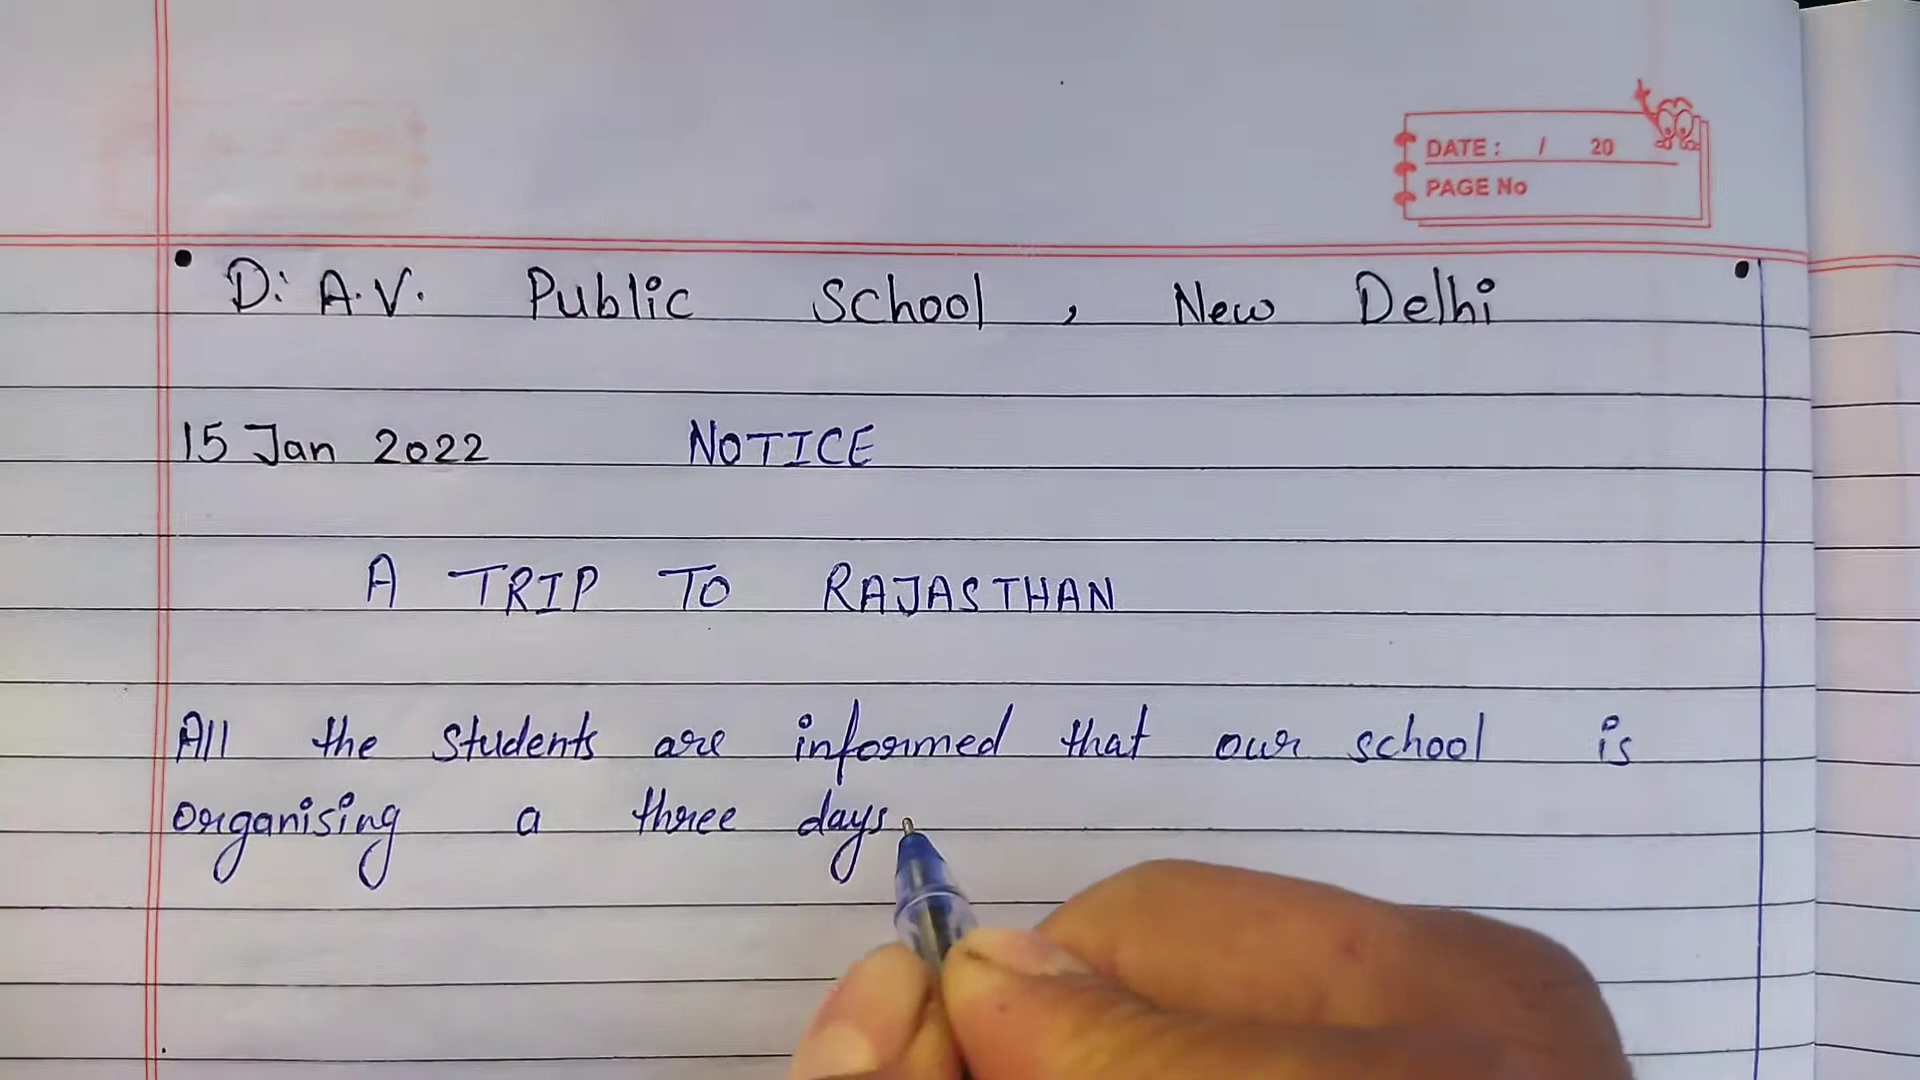 DATE : / 20
PAGE No
D. A.V. Public School, New Delhi
15 Jan 2022 NOTICE
A TRIP TO RAJASTHAN
All the students are informed that our school is
organising a three days